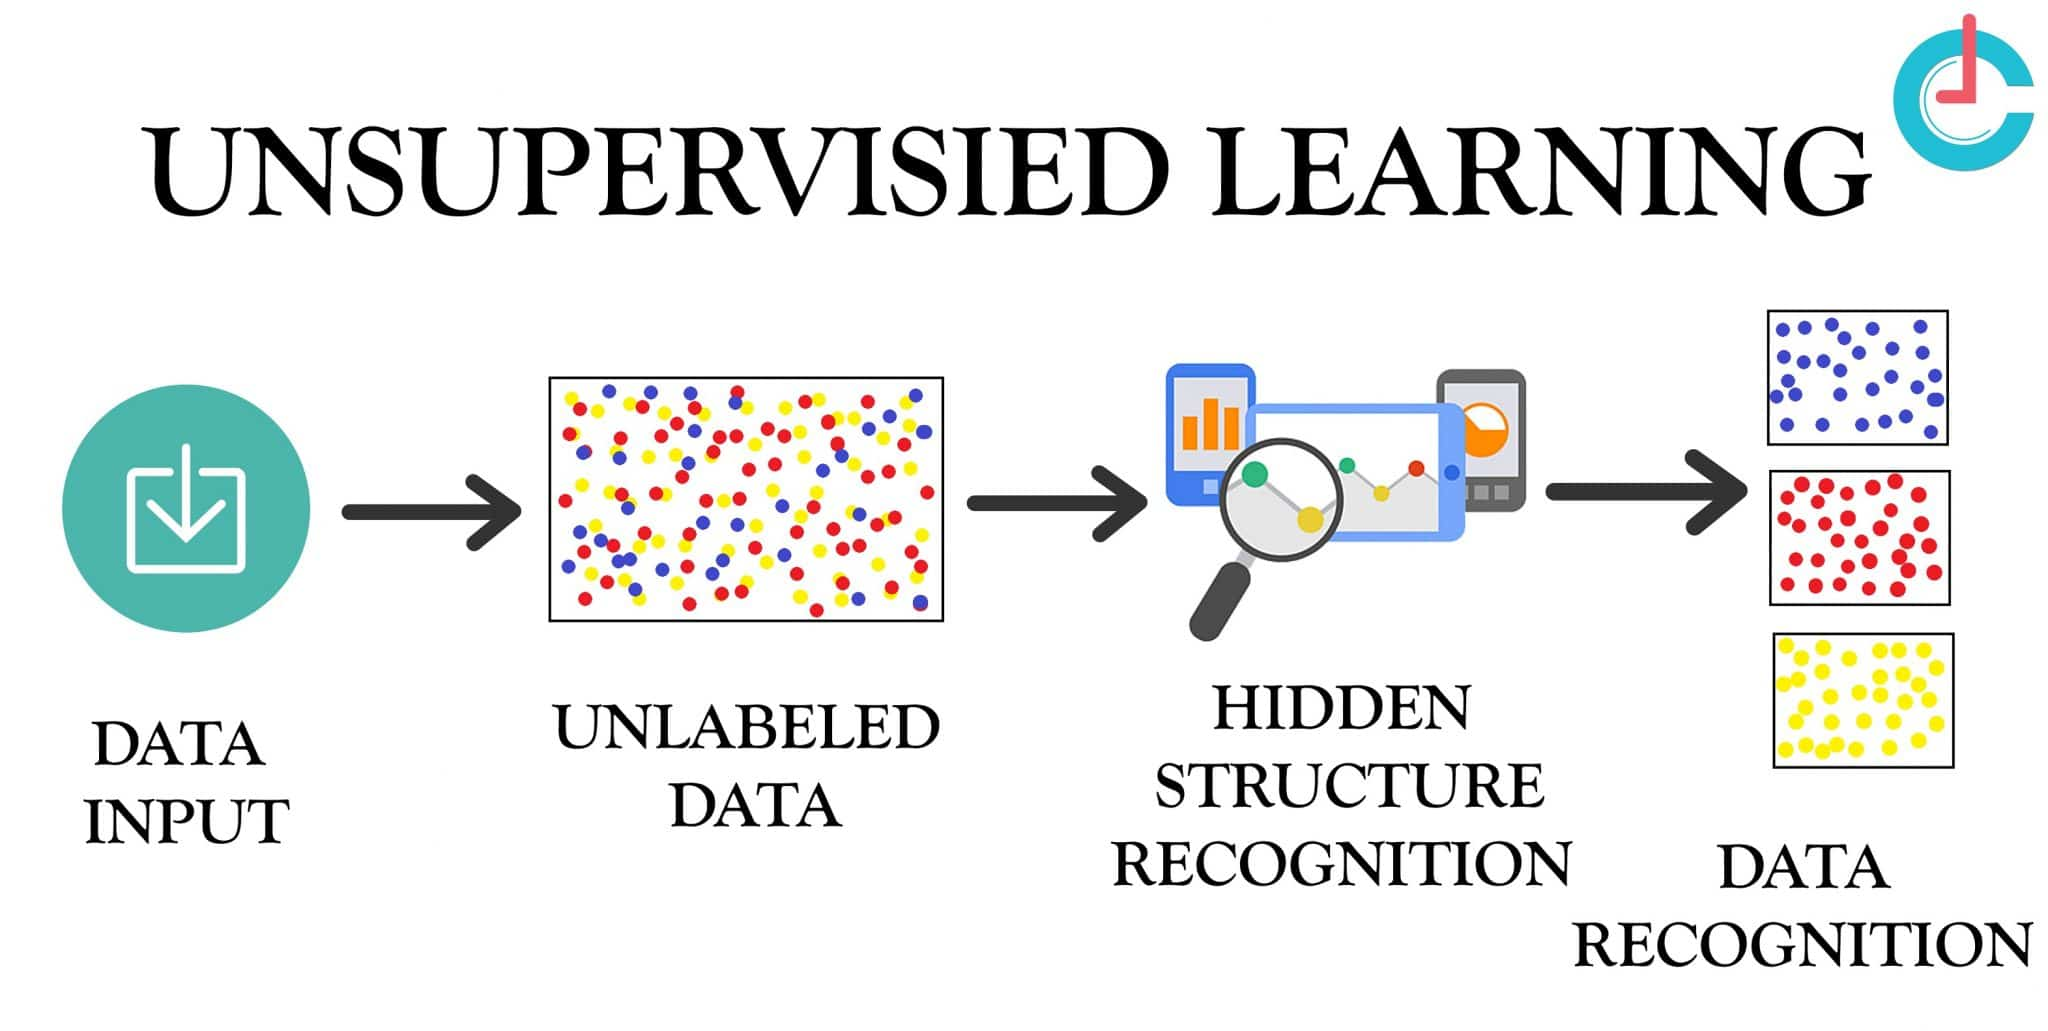 UNSUPERVISIED LEARNING
DATA
INPUT
UNLABELED
DATA
HIDDEN
STRUCTURE
RECOGNITION
DATA
RECOGNITION